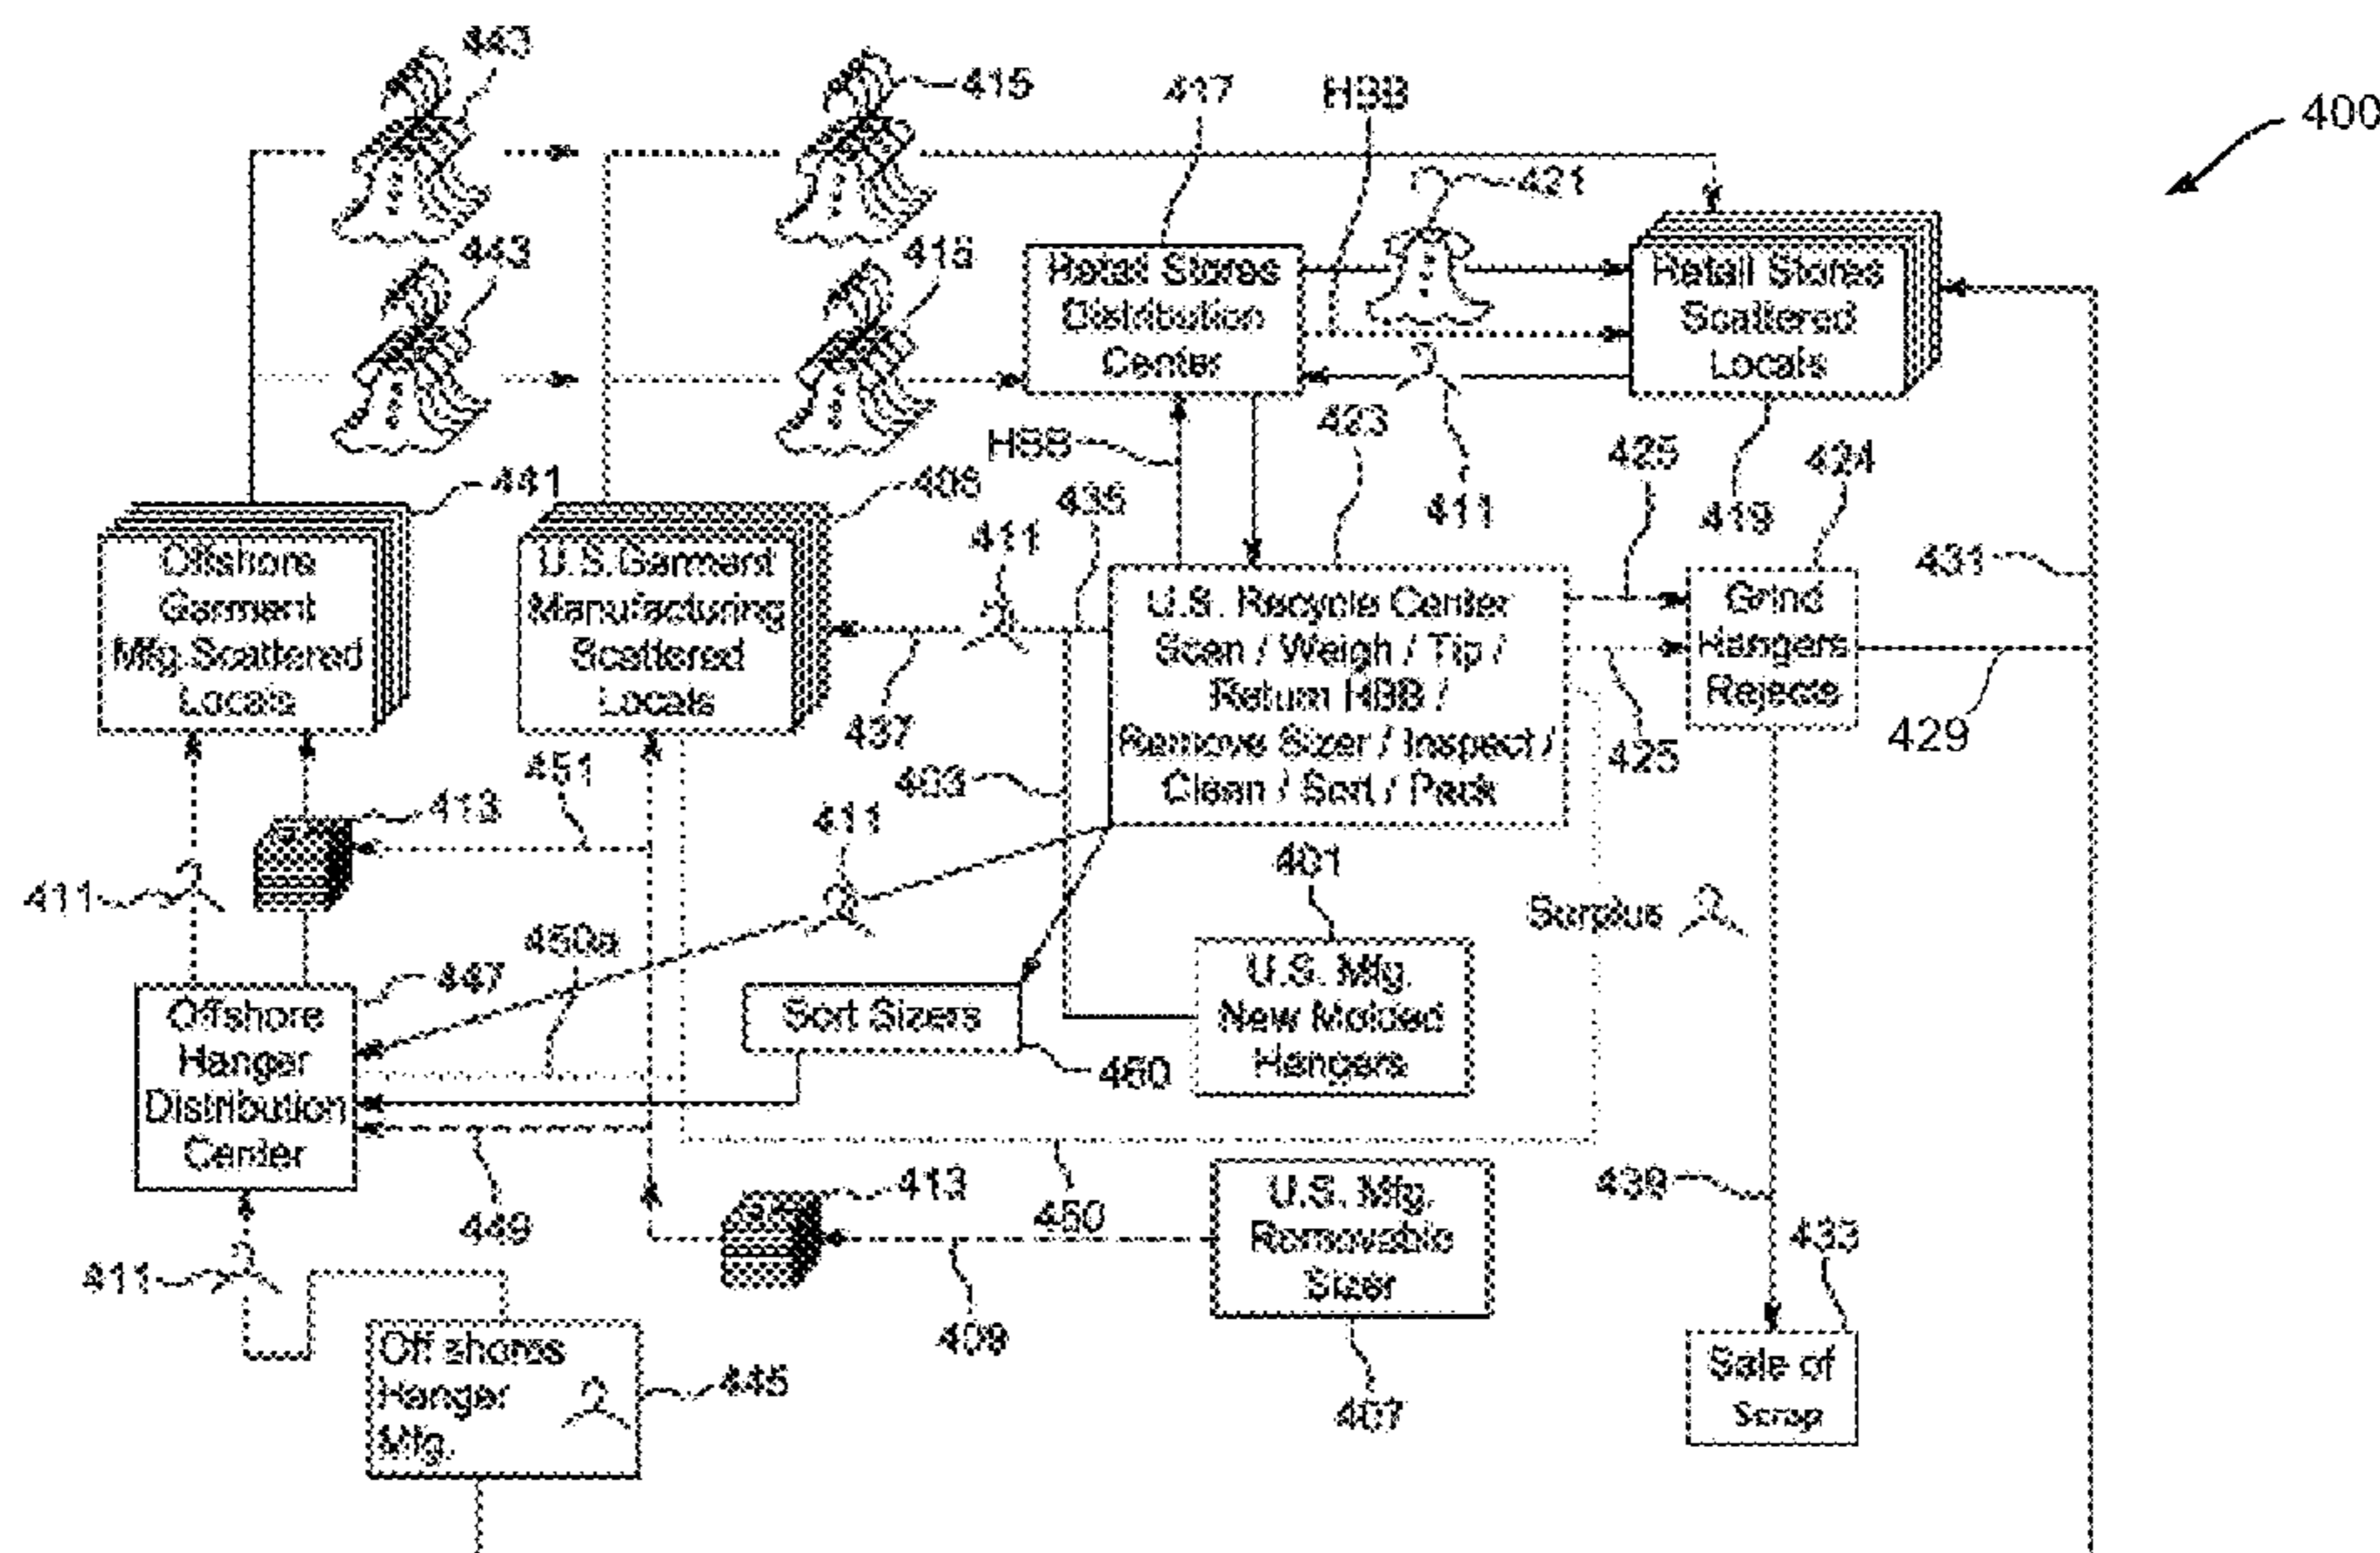 443
415
417
HBB
400
421
443
415
Retail Stores
Distribution
Center
Retail Stores
Scattered
Locals
423
HBB
425
424
441
408
435
411
411
419
Offshore
Garment
Mfg.Scattered
Locals
U.S.Garment
Manufacturing
Scattered
Locals
U.S. Recycle Center
Scan / Weigh / Tip /
Return HBB /
Remove Sizer / Inspect /
Clean / Sort / Pack
Grind
Hangers
Rejects
431
437
425
429
451
403
413
411
401
411
Surplus
450a
447
U.S. Mfg.
New Molded
Hangers
Sort Sizers
Offshore
Hanger
Distribution
Center
460
413
449
450
U.S. Mfg.
Removable
Sizer
439
433
411
409
Off shores
Hanger
Mfg.
445
407
Sale of
Scrap